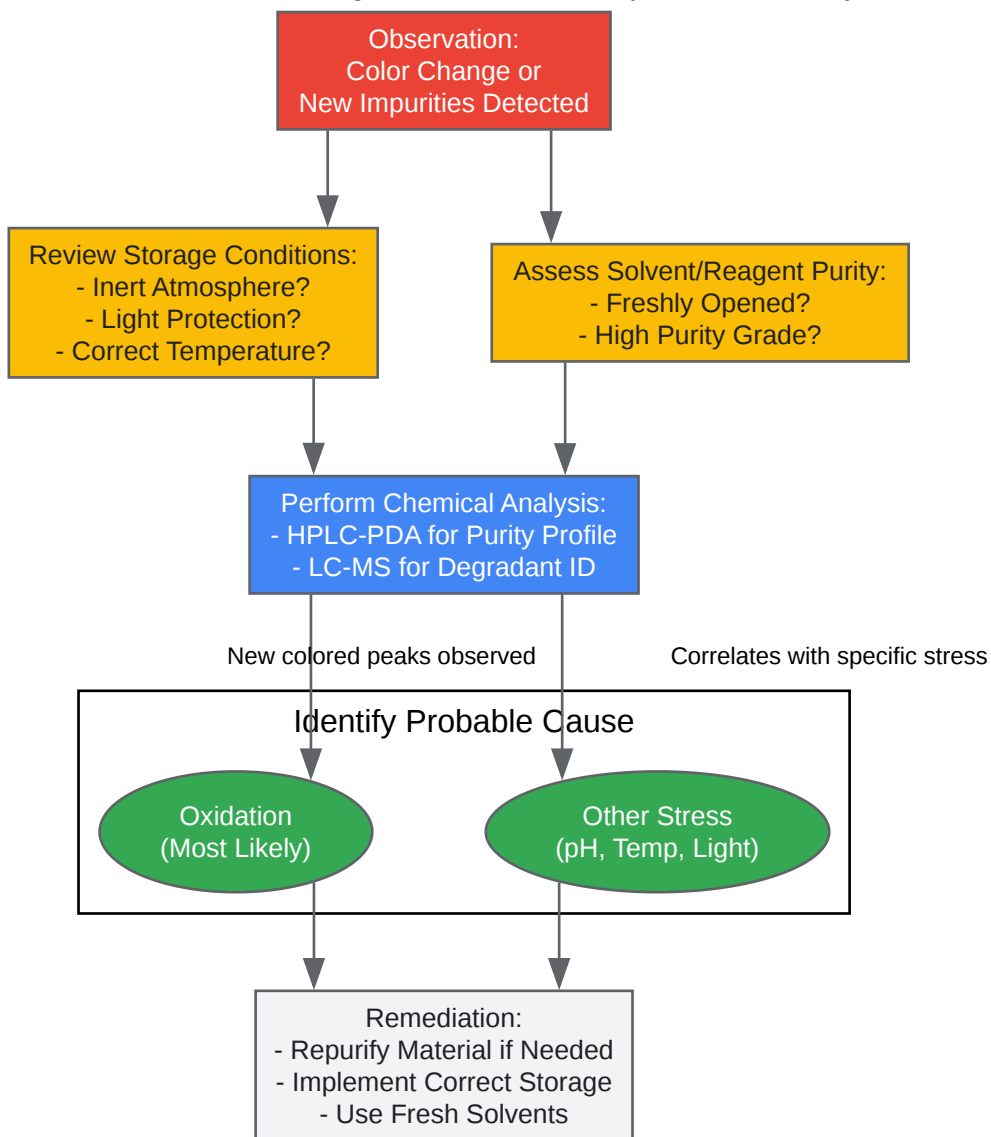 Observation:
Color Change or
New Impurities Detected
Review Storage Conditions:
- Inert Atmosphere?
- Light Protection?
- Correct Temperature?
Assess Solvent/Reagent Purity:
- Freshly Opened?
- High Purity Grade?
Perform Chemical Analysis:
- HPLC-PDA for Purity Profile
- LC-MS for Degradant ID
New colored peaks observed
Correlates with specific stress
Identify Probable Cause
Oxidation
(Most Likely)
Other Stress
(pH, Temp, Light)
Remediation:
- Repurify Material if Needed
- Implement Correct Storage
- Use Fresh Solvents